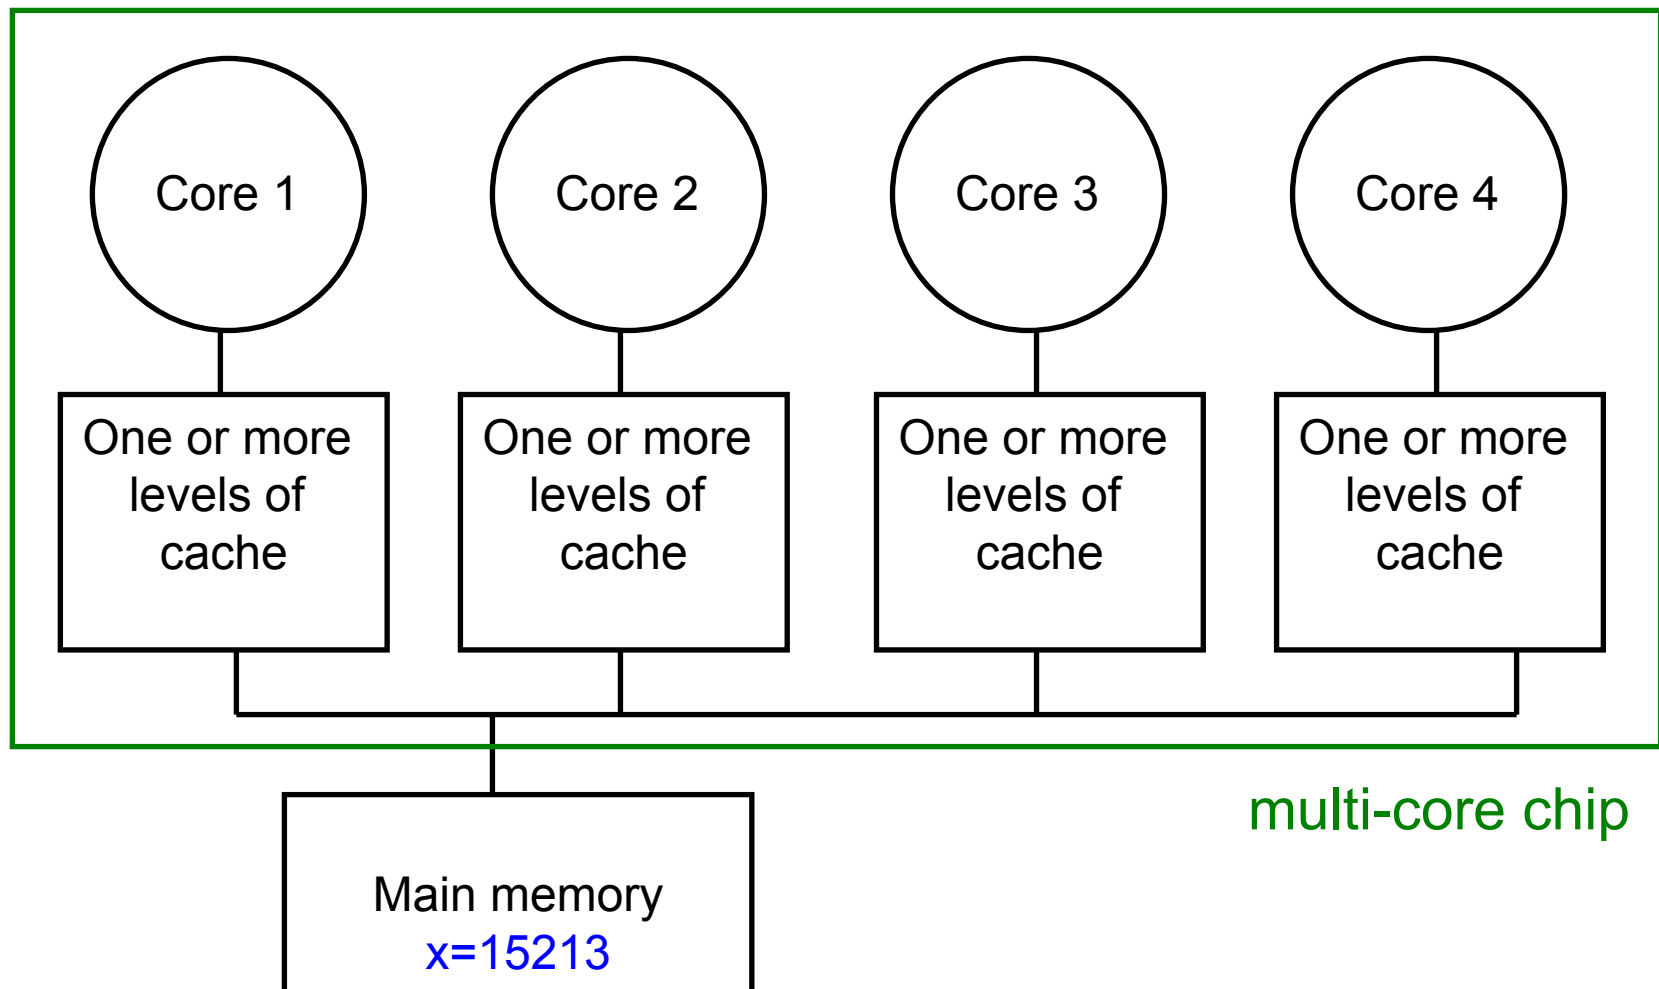 Core 1
Core 2
Core 3
Core 4
One or more
levels of
cache
One or more
levels of
cache
One or more
levels of
cache
One or more
levels of
cache
multi-core chip
Main memory
x=15213